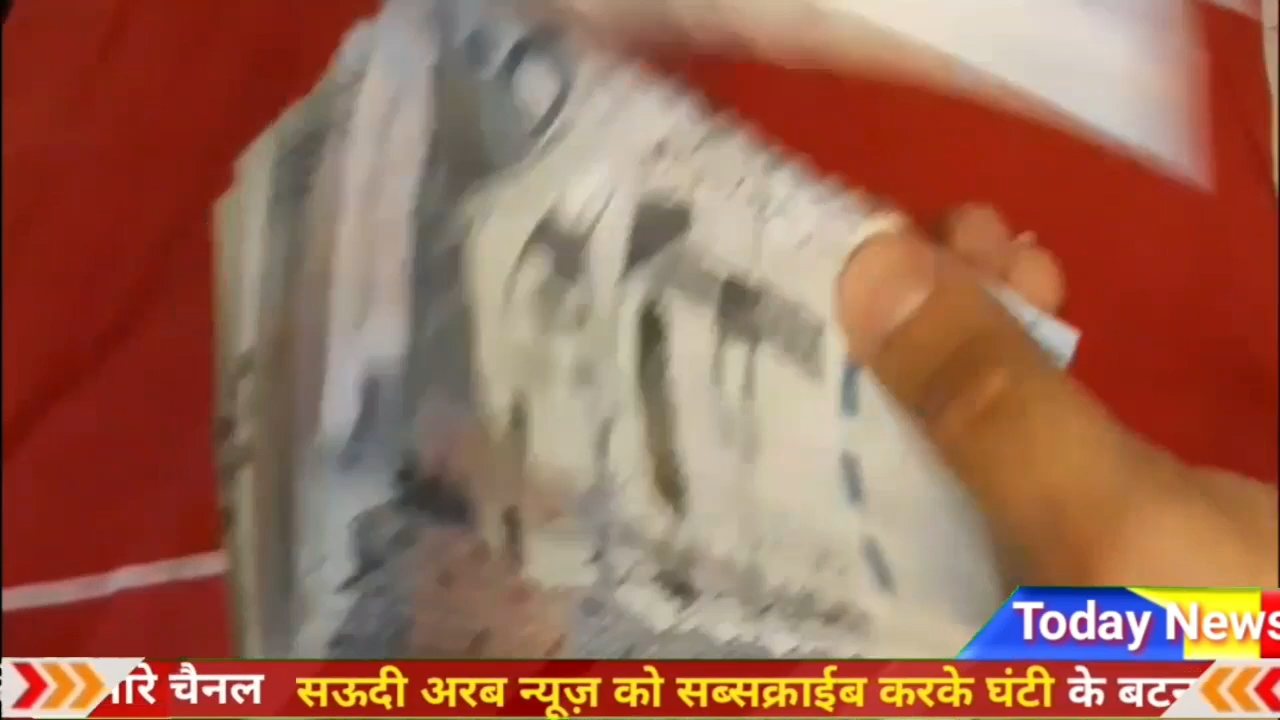 Today News
चैनल सऊदी अरब न्यूज़ को सब्सक्राईब करके घंटी के बटन